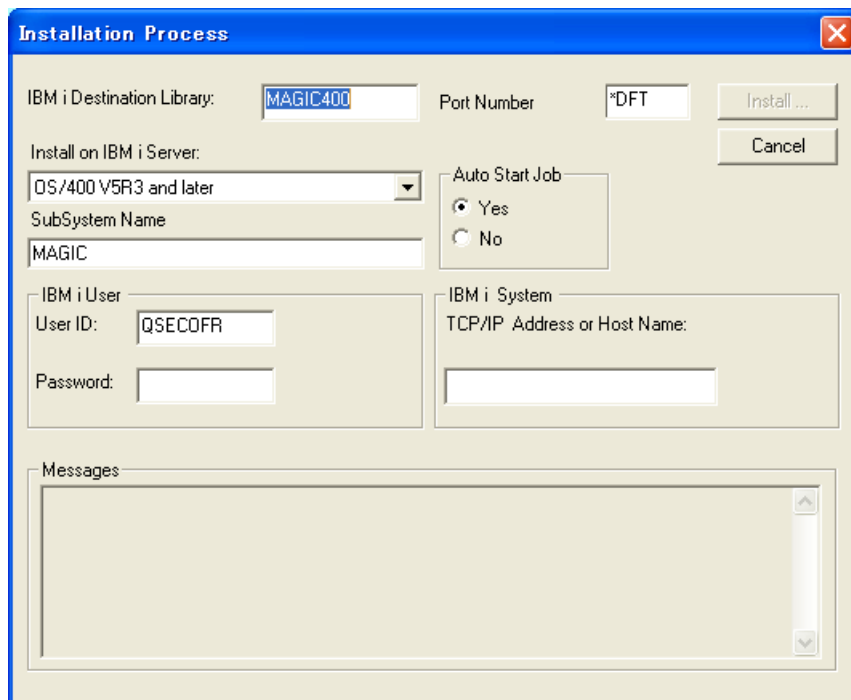 Installation Process
IBM i Destination Library:
MAGIC400
Port Number
*DFT
Install ...
Cancel
Install on IBM i Server:
OS/400 V5R3 and later
SubSystem Name
MAGIC
Auto Start Job
Yes
No
IBM i User
User ID:
QSECOFR
Password:
IBM i System
TCP/IP Address or Host Name:
Messages